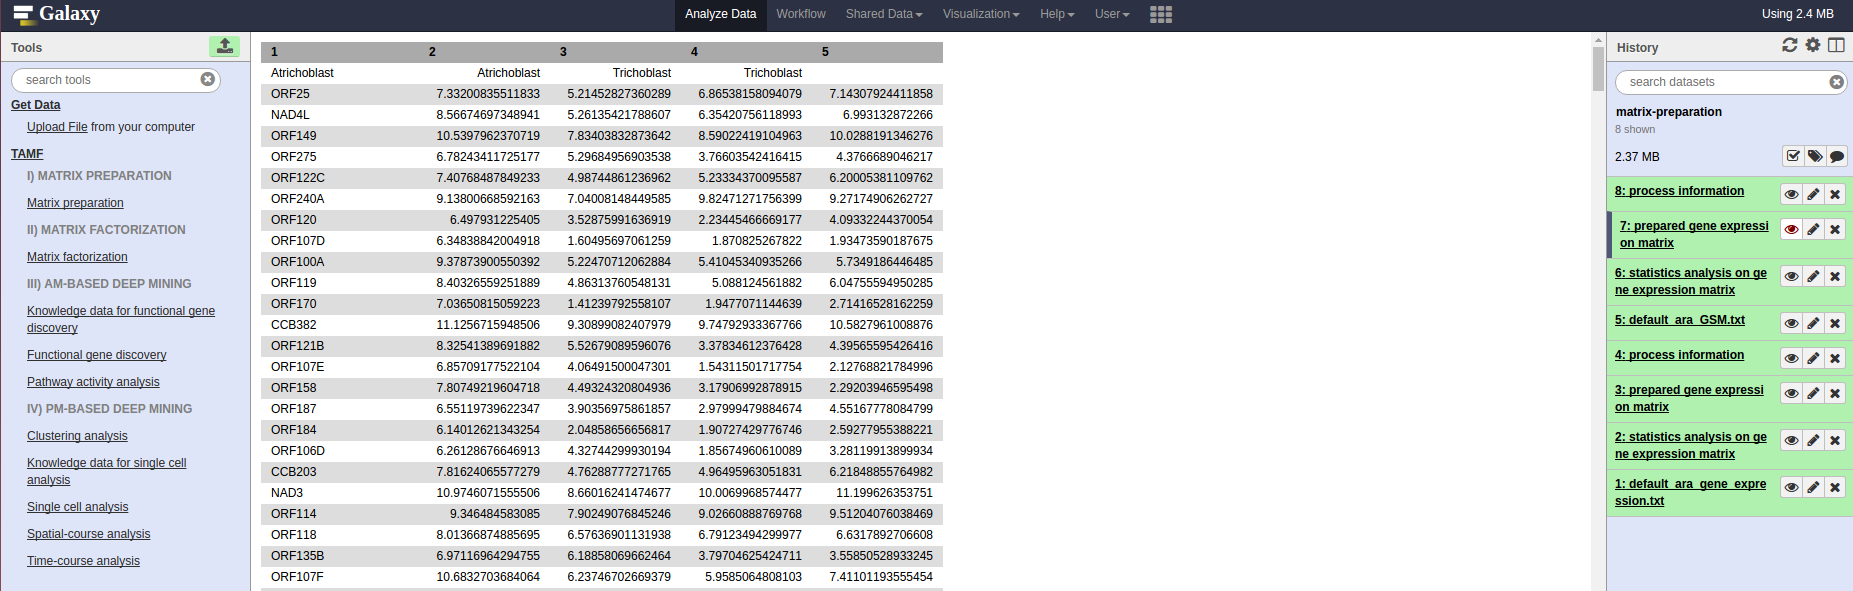 Galaxy
Analyze Data Workflow Shared Data Visualization Help User
Using 2.4 MB
Tools
search tools
Get Data
Upload File from your computer
TAMF
I) MATRIX PREPARATION
Matrix preparation
II) MATRIX FACTORIZATION
Matrix factorization
III) AM-BASED DEEP MINING
Knowledge data for functional gene
discovery
Functional gene discovery
Pathway activity analysis
IV) PM-BASED DEEP MINING
Clustering analysis
Knowledge data for single cell
analysis
Single cell analysis
Spatial-course analysis
Time-course analysis
1 2 3 4 5
Atrichoblast Atrichoblast Trichoblast Trichoblast
ORF25 7.33200835511833 5.21452827360289 6.86538158094079 7.14307924411858
NAD4L 8.56674697348941 5.26135421788607 6.35420756118993 6.993132872266
ORF149 10.5397962370719 7.83403832873642 8.59022419104963 10.0288191346276
ORF275 6.78243411725177 5.29684956903538 3.76603542416415 4.3766689046217
ORF122C 7.40768487849233 4.98744861236962 5.23334370095587 6.20005381109762
ORF240A 9.13800668592163 7.04008148449585 9.82471271756399 9.27174906262727
ORF120 6.497931225405 3.52875991636919 2.23445466669177 4.09332244370054
ORF107D 6.34838842004918 1.60495697061259 1.870825267822 1.93473590187675
ORF100A 9.37873900550392 5.22470712062884 5.41045340935266 5.7349186446485
ORF119 8.40326559251889 4.86313760548131 5.088124561882 6.04755594950285
ORF170 7.03650815059223 1.41239792558107 1.9477071144639 2.71416528162259
CCB382 11.1256715948506 9.30899082407979 9.74792933367766 10.5827961008876
ORF121B 8.32541389691882 5.52679089596076 3.37834612376428 4.39565595426416
ORF107E 6.85709177522104 4.06491500047301 1.54311501717754 2.12768821784996
ORF158 7.80749219604718 4.49324320804936 3.17906992878915 2.29203946595498
ORF187 6.55119739622347 3.90356975861857 2.97999479884674 4.55167778084799
ORF184 6.14012621343254 2.04858656656817 1.90727429776746 2.59277955388221
ORF106D 6.26128676646913 4.32744299930194 1.85674960610089 3.28119913899934
CCB203 7.81624065577279 4.76288777271765 4.96495963051831 6.21848855764982
NAD3 10.9746071555506 8.66016241474677 10.0069968574477 11.199626353751
ORF114 9.346484583085 7.90249076845246 9.02660888769768 9.51204076038469
ORF118 8.01366874885695 6.57636901131938 6.79123494299977 6.6317892706608
ORF135B 6.97116964294755 6.18858069662464 3.79704625424711 3.55850528933245
ORF107F 10.6832703684064 6.23746702669379 5.9585064808103 7.41101193555454
History
search datasets
matrix-preparation
8 shown
2.37 MB
8: process information
7: prepared gene expressi
on matrix
6: statistics analysis on ge
ne expression matrix
5: default_ara_GSM.txt
4: process information
3: prepared gene expressi
on matrix
2: statistics analysis on ge
ne expression matrix
1: default_ara_gene_expre
ssion.txt